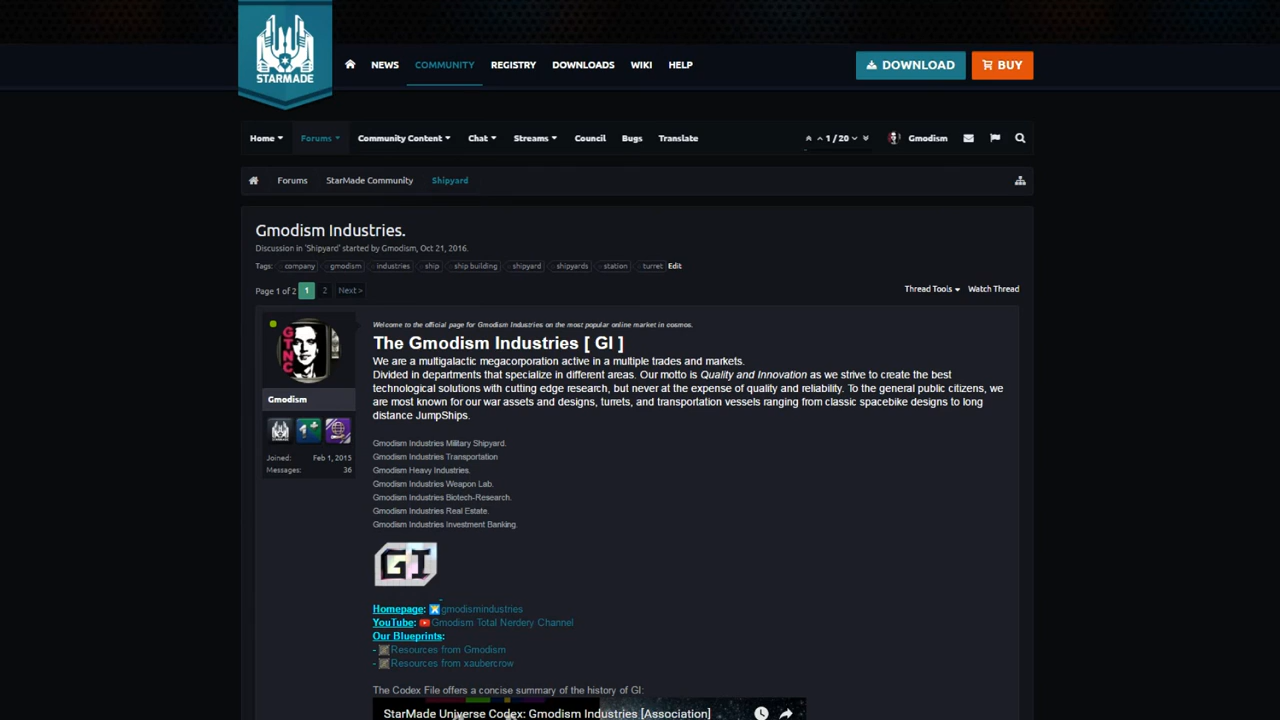 STARMADE
NEWS COMMUNITY REGISTRY DOWNLOADS WIKI HELP DOWNLOAD BUY
Home Forums Community Content Chat Streams Council Bugs Translate 1 / 20 Gmodism
Forums StarMade Community Shipyard
Gmodism Industries.
Discussion in 'Shipyard' started by Gmodism, Oct 21, 2016.
Tags: company gmodism industries ship ship building shipyard shipyards station turret Edit
Page 1 of 2 1 2 Next > Thread Tools Watch Thread
Welcome to the official page for Gmodism Industries on the most popular online market in cosmos.
The Gmodism Industries [ GI ]
We are a multigalactic megacorporation active in a multiple trades and markets.
Divided in departments that specialize in different areas. Our motto is Quality and Innovation as we strive to create the best
technological solutions with cutting edge research, but never at the expense of quality and reliability. To the general public citizens, we
are most known for our war assets and designs, turrets, and transportation vessels ranging from classic spacebike designs to long
distance JumpShips.
GTNC
Gmodism
Joined: Feb 1, 2015
Messages: 36
Gmodism Industries Military Shipyard.
Gmodism Industries Transportation
Gmodism Heavy Industries.
Gmodism Industries Weapon Lab.
Gmodism Industries Biotech-Research.
Gmodism Industries Real Estate.
Gmodism Industries Investment Banking.
GI
Homepage: gmodismindustries
YouTube: Gmodism Total Nerdery Channel
Our Blueprints:
- Resources from Gmodism
- Resources from xaubercrow
The Codex File offers a concise summary of the history of GI:
StarMade Universe Codex: Gmodism Industries [Association]